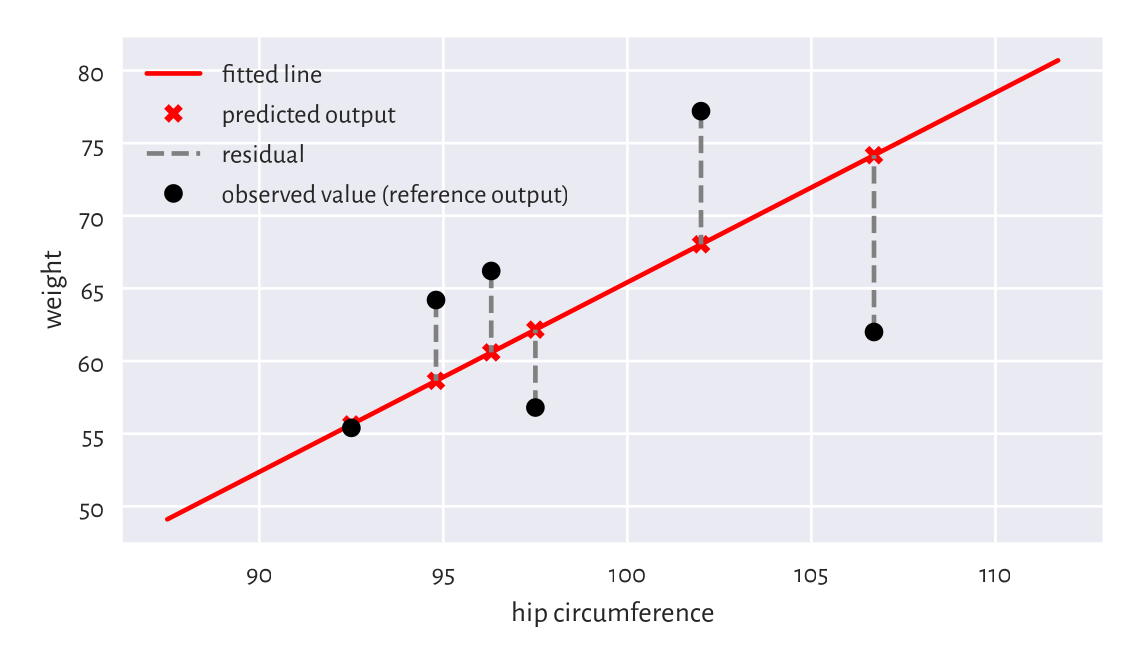 fitted line
predicted output
residual
observed value (reference output)
80
75
70
65
60
55
50
weight
90 95 100 105 110
hip circumference